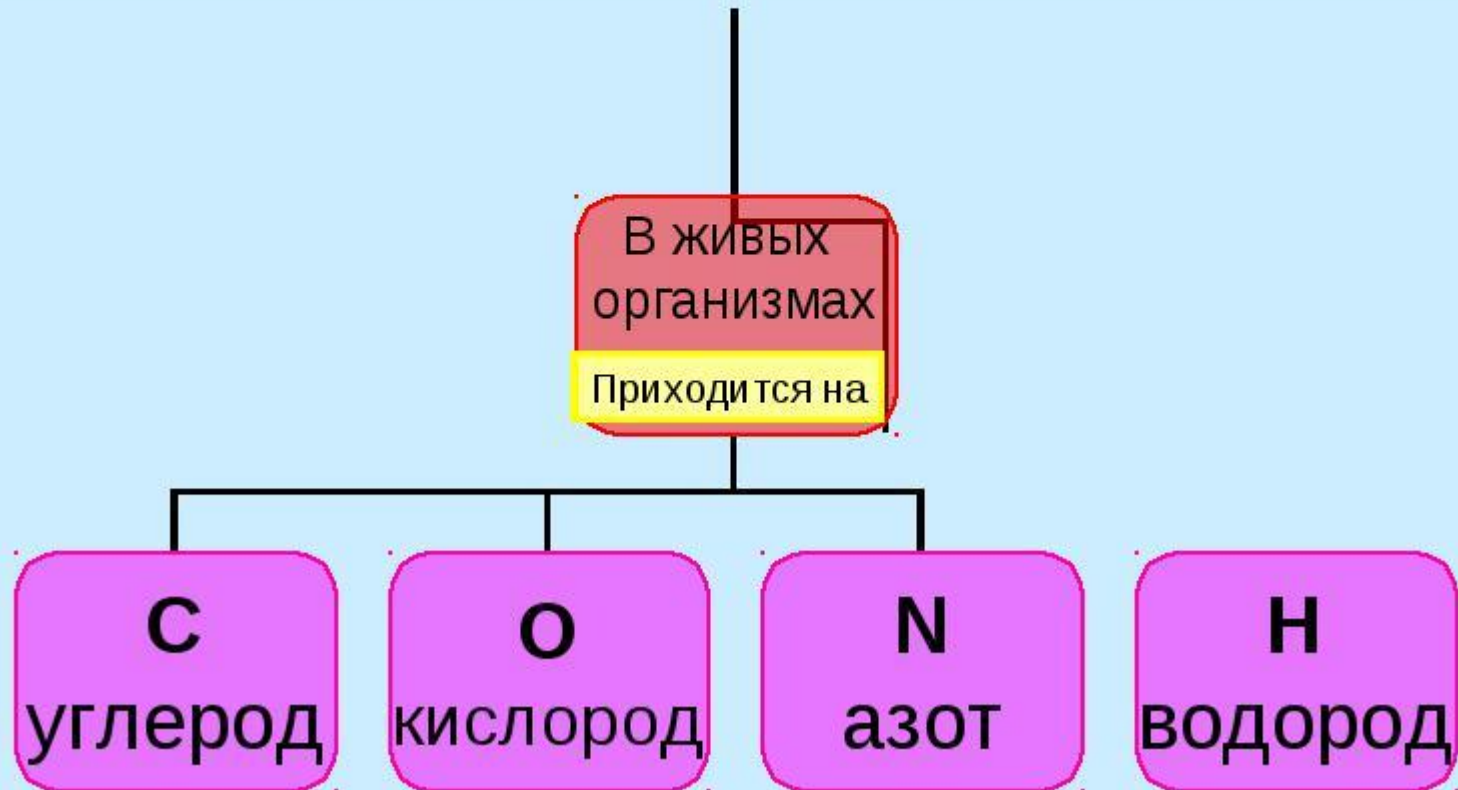 В живых
организмах
Приходится на
C
углерод
O
кислород
N
азот
H
водород